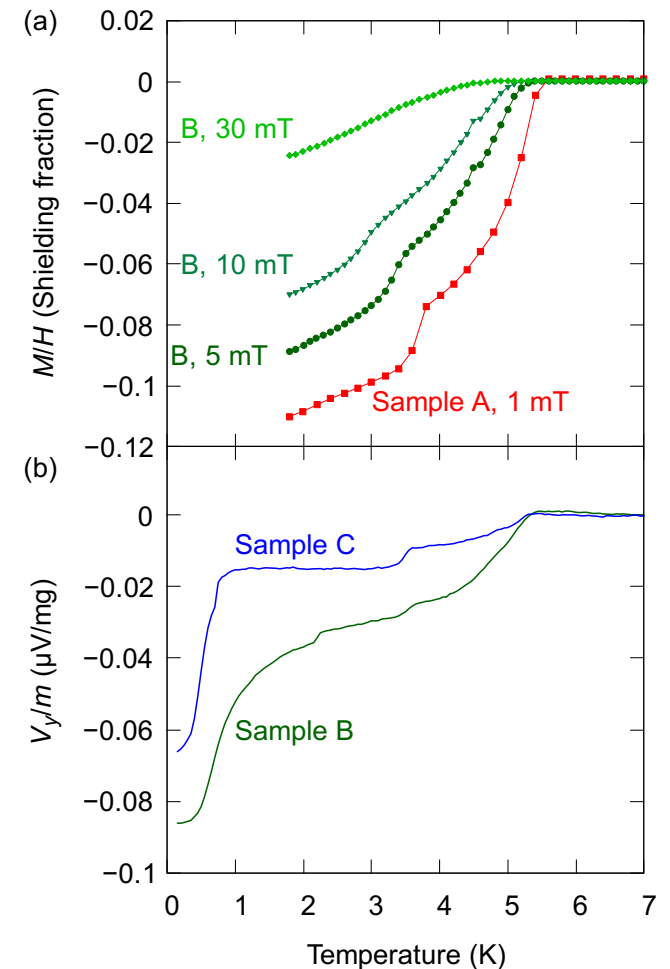 (a)
0.02
0
−0.02
−0.04
−0.06
−0.08
−0.1
−0.12
M/H (Shielding fraction)
B, 30 mT
B, 10 mT
B, 5 mT
Sample A, 1 mT
(b)
0
−0.02
−0.04
−0.06
−0.08
−0.1
Vy/m (μV/mg)
Sample C
Sample B
0 1 2 3 4 5 6 7
Temperature (K)